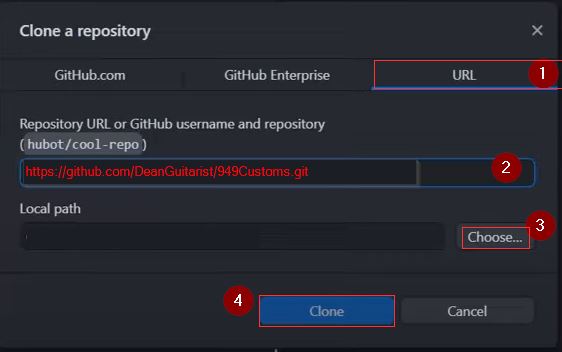 Clone a repository
GitHub.com GitHub Enterprise URL 1
Repository URL or GitHub username and repository
(hubot/cool-repo)
https://github.com/DeanGuitarist/949Customs.git 2
Local path
Choose... 3
4 Clone Cancel